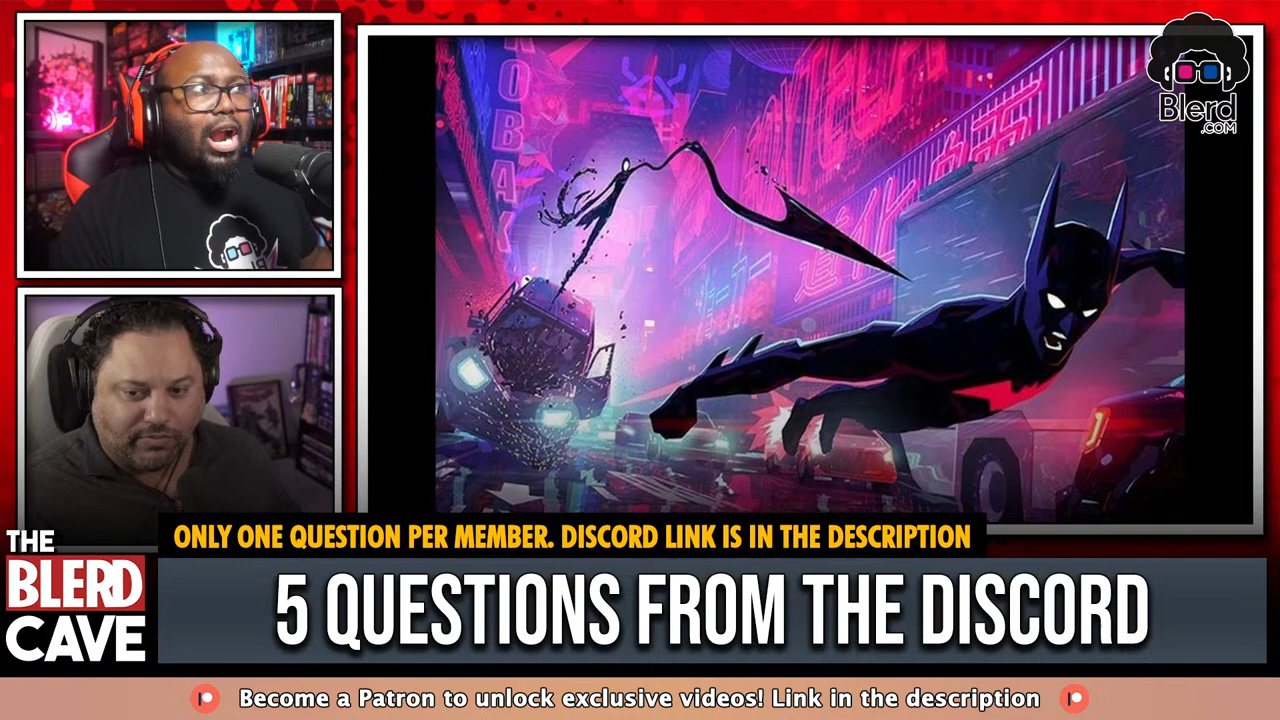 Blerd
.COM
ONLY ONE QUESTION PER MEMBER. DISCORD LINK IS IN THE DESCRIPTION
THE
BLERD
CAVE
5 QUESTIONS FROM THE DISCORD
Become a Patron to unlock exclusive videos! Link in the description